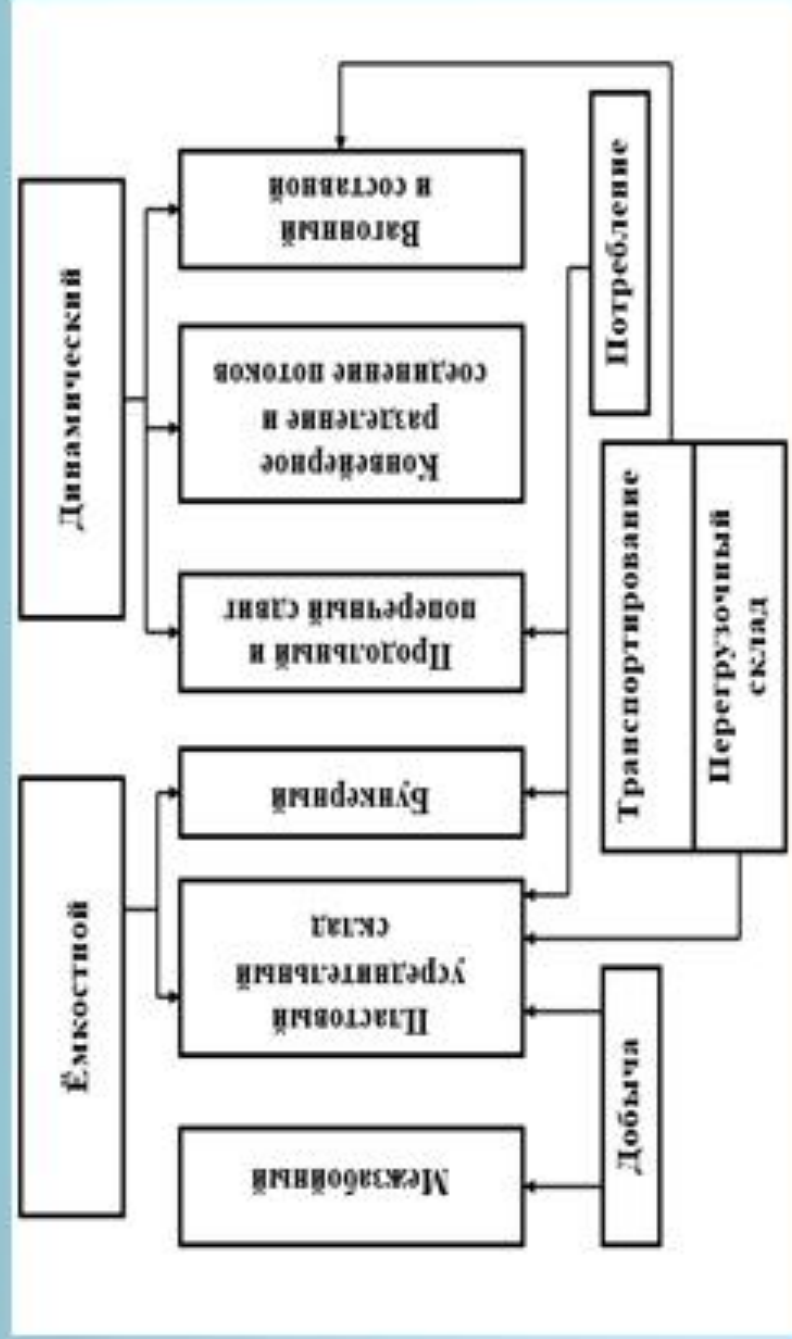 Ёмкостной
Динамический
Межзабойный
Пластовый
усреднительный
склад
Бункерный
Продольный и
поперечный сдвиг
Конвейерное
разделение и
соединение потоков
Вагонный
и составной
Добыча
Транспортирование
Перегрузочный
склад
Потребление